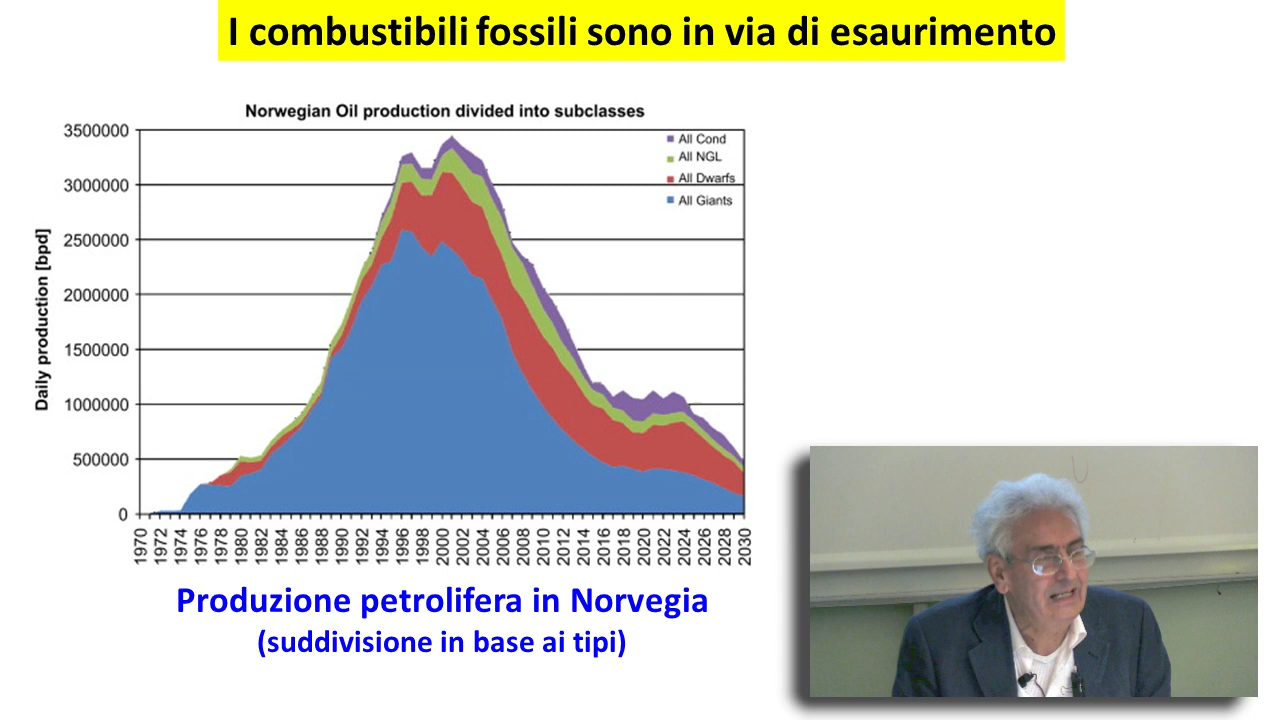 I combustibili fossili sono in via di esaurimento
Norwegian Oil production divided into subclasses
Daily production [bpd]
3500000
3000000
2500000
2000000
1500000
1000000
500000
0
All Cond
All NGL
All Dwarfs
All Giants
1970 1972 1974 1976 1978 1980 1982 1984 1986 1988 1990 1992 1994 1996 1998 2000 2002 2004 2006 2008 2010 2012 2014 2016 2018 2020 2022 2024 2026 2028 2030
Produzione petrolifera in Norvegia
(suddivisione in base ai tipi)